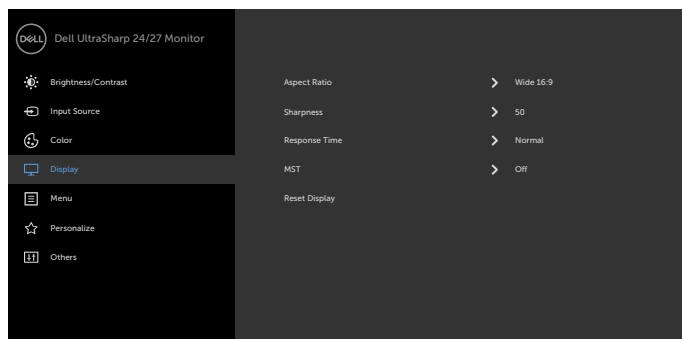 DELL Dell UltraSharp 24/27 Monitor
Brightness/Contrast
Input Source
Color
Display
Menu
Personalize
Others
Aspect Ratio Wide 16:9
Sharpness 50
Response Time Normal
MST Off
Reset Display